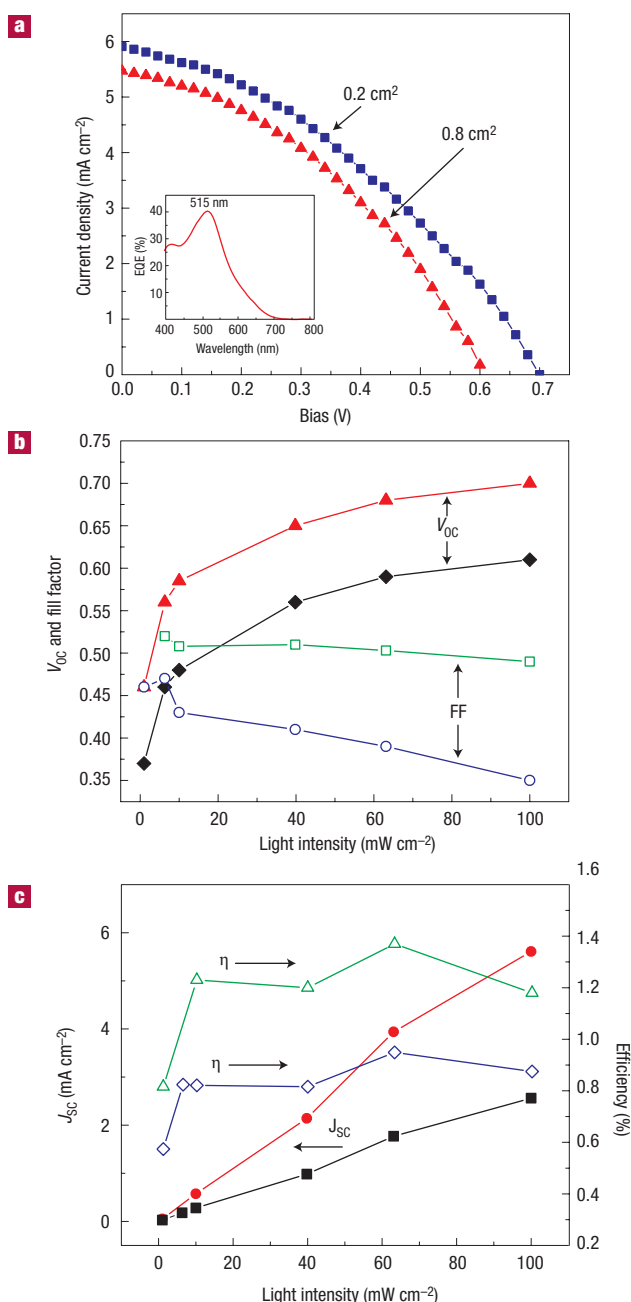 a
6
5
4
3
2
1
0
Current density (mA cm⁻²)
0.2 cm²
0.8 cm²
515 nm
40
30
20
10
EQE (%)
400 500 600 700 800
Wavelength (nm)
0.0 0.1 0.2 0.3 0.4 0.5 0.6 0.7
Bias (V)
b
0.75
0.70
0.65
0.60
0.55
0.50
0.45
0.40
0.35
V_OC and fill factor
V_OC
FF
0 20 40 60 80 100
Light intensity (mW cm⁻²)
c
6
4
2
0
J_SC (mA cm⁻²)
η
η
J_SC
1.6
1.4
1.2
1.0
0.8
0.6
0.4
0.2
Efficiency (%)
0 20 40 60 80 100
Light intensity (mW cm⁻²)